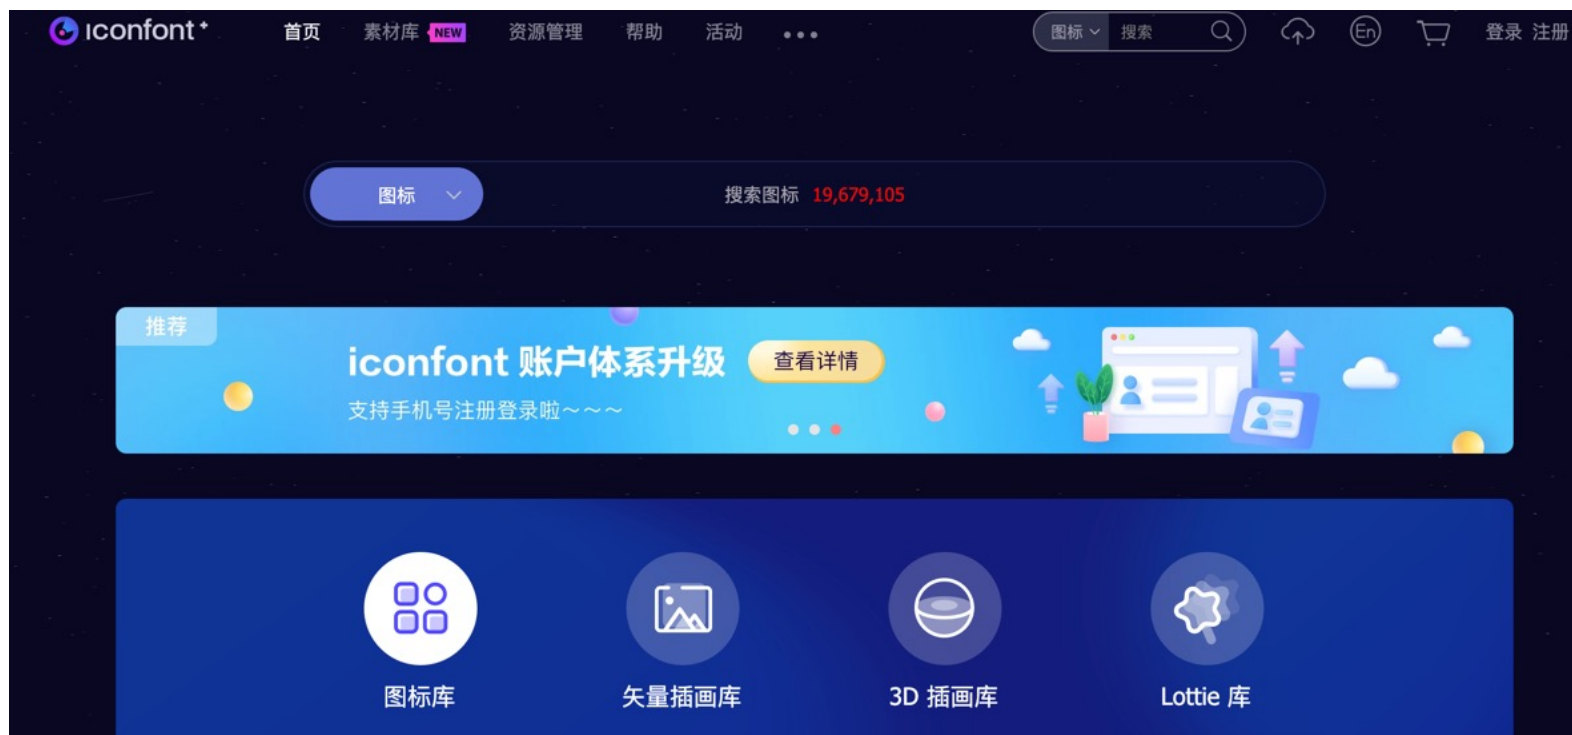 iconfont+ 首页 素材库 NEW 资源管理 帮助 活动 ••• 图标 搜索 En 登录 注册
图标 搜索图标 19,679,105
推荐
iconfont 账户体系升级 查看详情
支持手机号注册登录啦～～～
图标库 矢量插画库 3D 插画库 Lottie 库